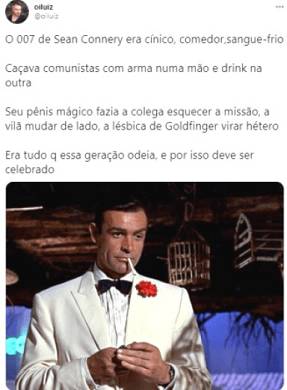 oiluiz
@oiluiz
O 007 de Sean Connery era cínico, comedor,sangue-frio
Caçava comunistas com arma numa mão e drink na
outra
Seu pênis mágico fazia a colega esquecer a missão, a
vilã mudar de lado, a lésbica de Goldfinger virar hétero
Era tudo q essa geração odeia, e por isso deve ser
celebrado